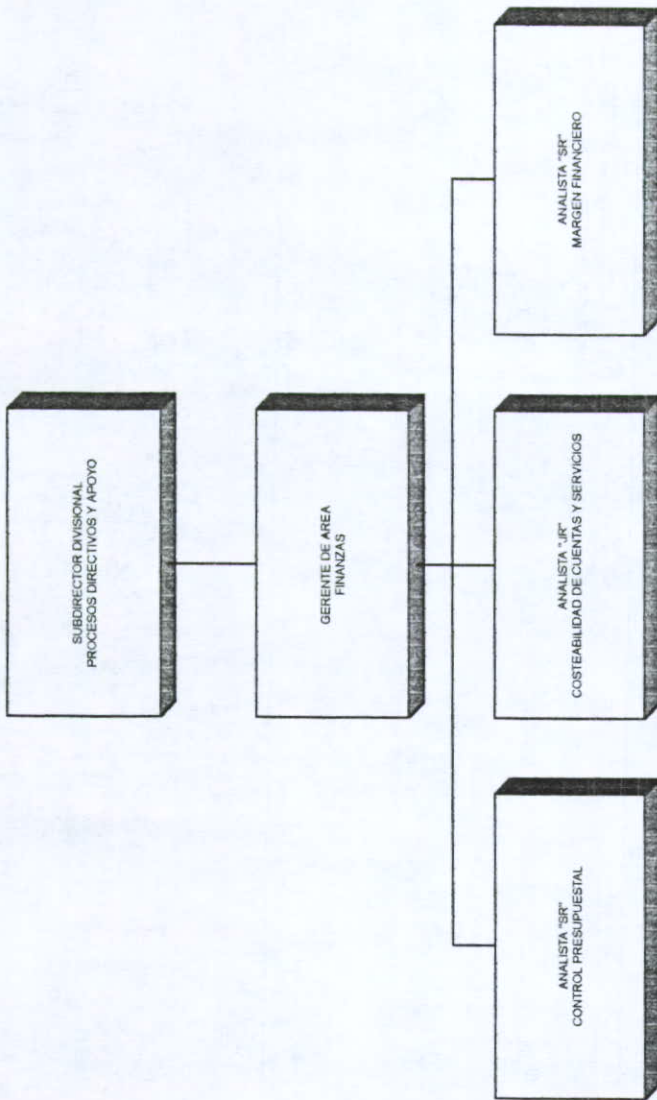 SUBDIRECTOR DIVISIONAL
PROCESOS DIRECTIVOS Y APOYO
GERENTE DE AREA
FINANZAS
ANALISTA "SR"
CONTROL PRESUPUESTAL
ANALISTA "JR"
COSTEABILIDAD DE CUENTAS Y SERVICIOS
ANALISTA "SR"
MARGEN FINANCIERO